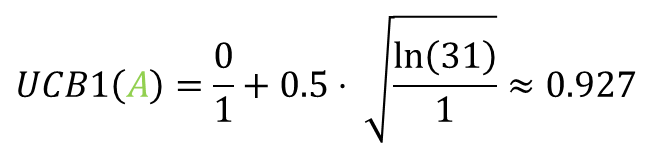 UCB1(A) = 0/1 + 0.5 · √(ln(31)/1) ≈ 0.927